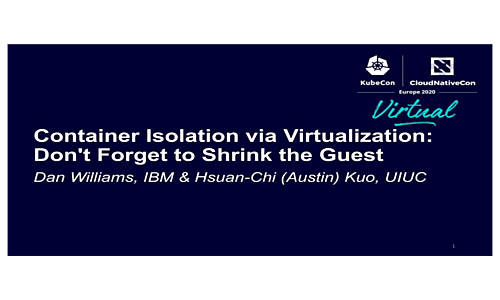 KubeCon
CloudNativeCon
Europe 2020
Virtual
Container Isolation via Virtualization:
Don't Forget to Shrink the Guest
Dan Williams, IBM & Hsuan-Chi (Austin) Kuo, UIUC
1